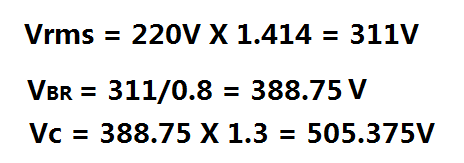 Vrms = 220V X 1.414 = 311V
VBR = 311/0.8 = 388.75 V
Vc = 388.75 X 1.3 = 505.375V